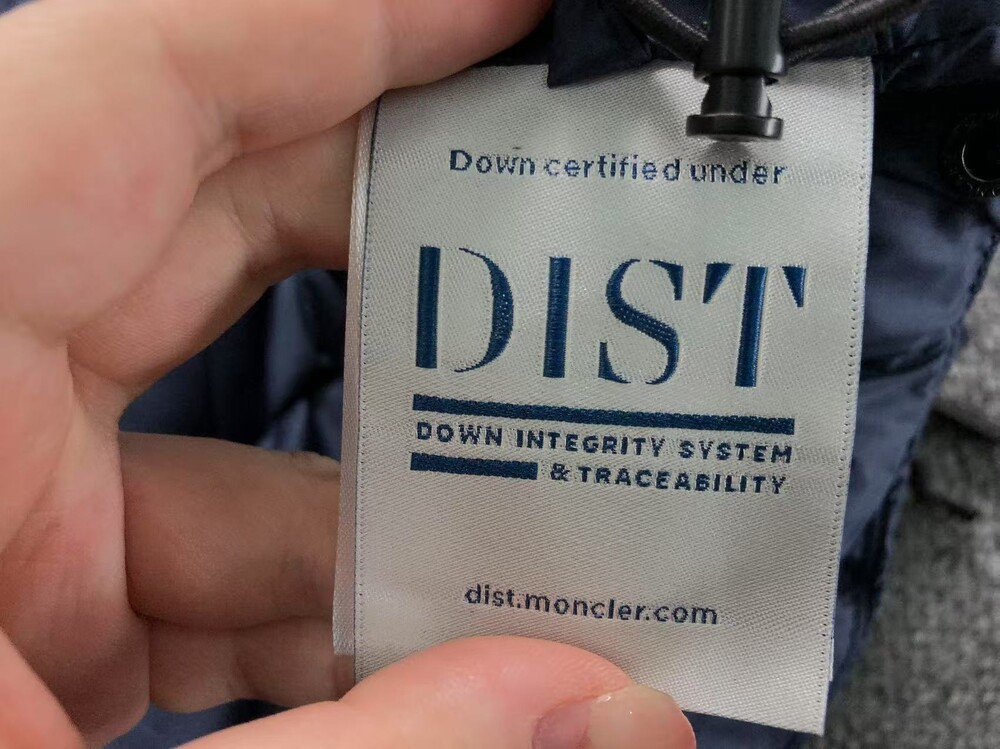 Down certified under
DIST
DOWN INTEGRITY SYSTEM
& TRACEABILITY
dist.moncler.com